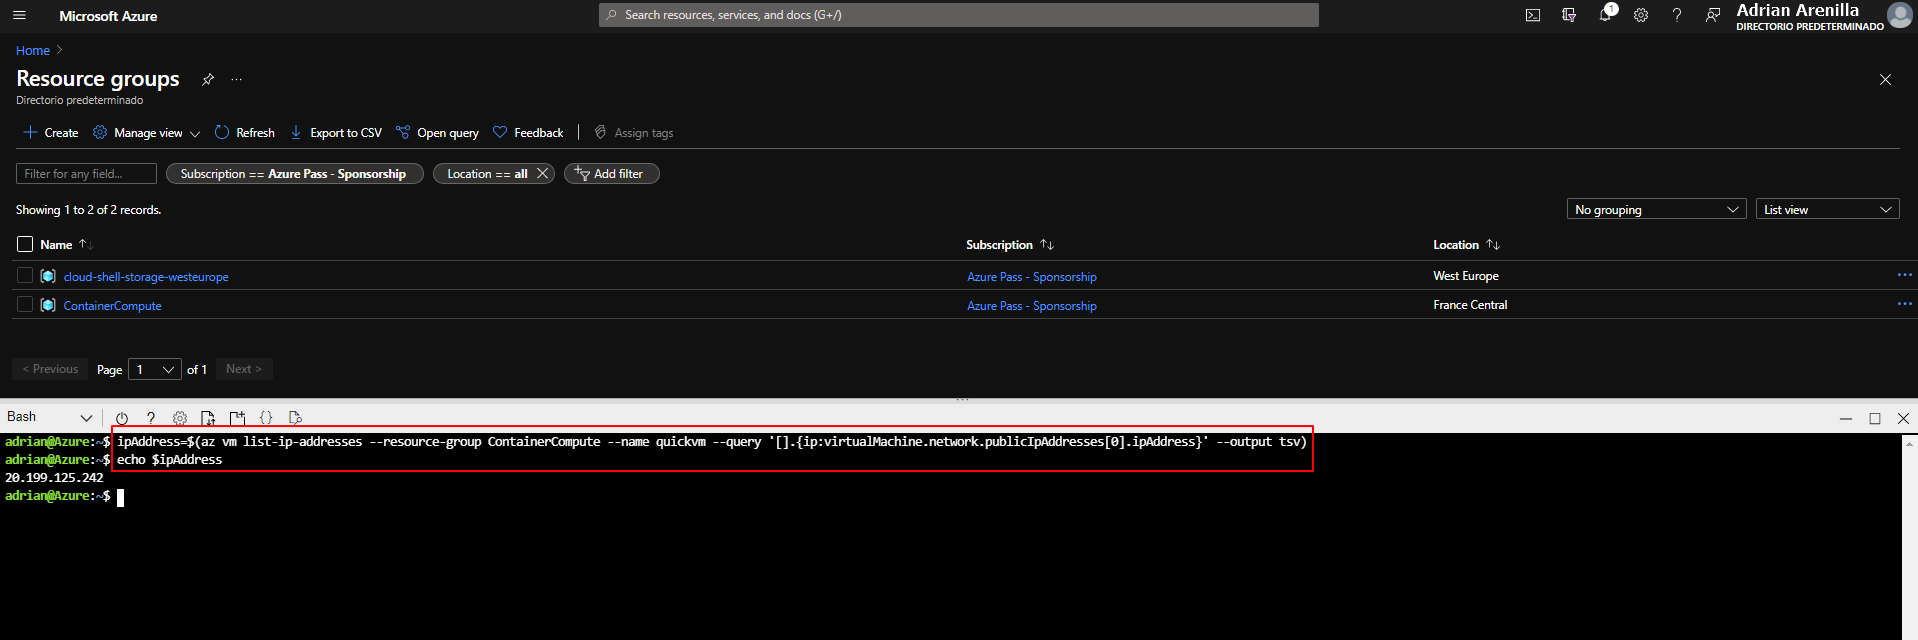 Microsoft Azure
Search resources, services, and docs (G+/)
1
Adrian Arenilla
DIRECTORIO PREDETERMINADO
Home >
Resource groups
Directorio predeterminado
Create
Manage view
Refresh
Export to CSV
Open query
Feedback
Assign tags
Filter for any field...
Subscription == Azure Pass - Sponsorship
Location == all
Add filter
Showing 1 to 2 of 2 records.
No grouping
List view
Name
Subscription
Location
cloud-shell-storage-westeurope
Azure Pass - Sponsorship
West Europe
ContainerCompute
Azure Pass - Sponsorship
France Central
< Previous
Page
1
of 1
Next >
Bash
adrian@Azure:~$ ipAddress=$(az vm list-ip-addresses --resource-group ContainerCompute --name quickvm --query '[].{ip:virtualMachine.network.publicIpAddresses[0].ipAddress}' --output tsv)
adrian@Azure:~$ echo $ipAddress
20.199.125.242
adrian@Azure:~$